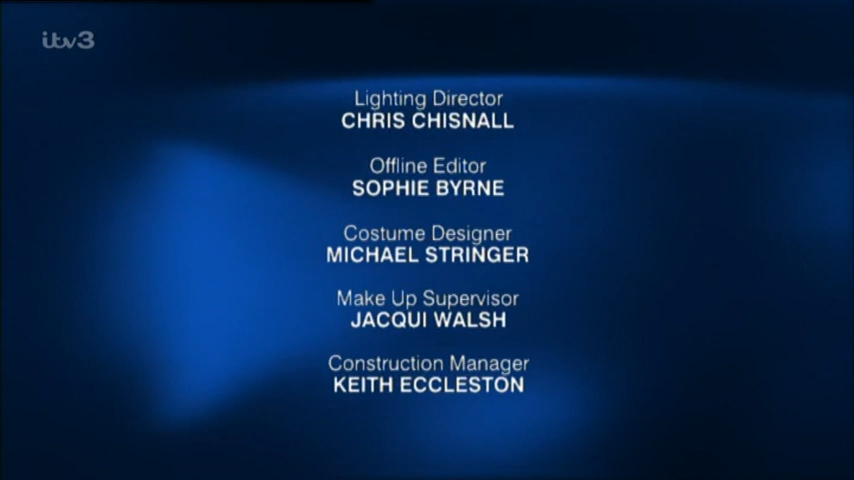 itv3
Lighting Director
CHRIS CHISNALL
Offline Editor
SOPHIE BYRNE
Costume Designer
MICHAEL STRINGER
Make Up Supervisor
JACQUI WALSH
Construction Manager
KEITH ECCLESTON